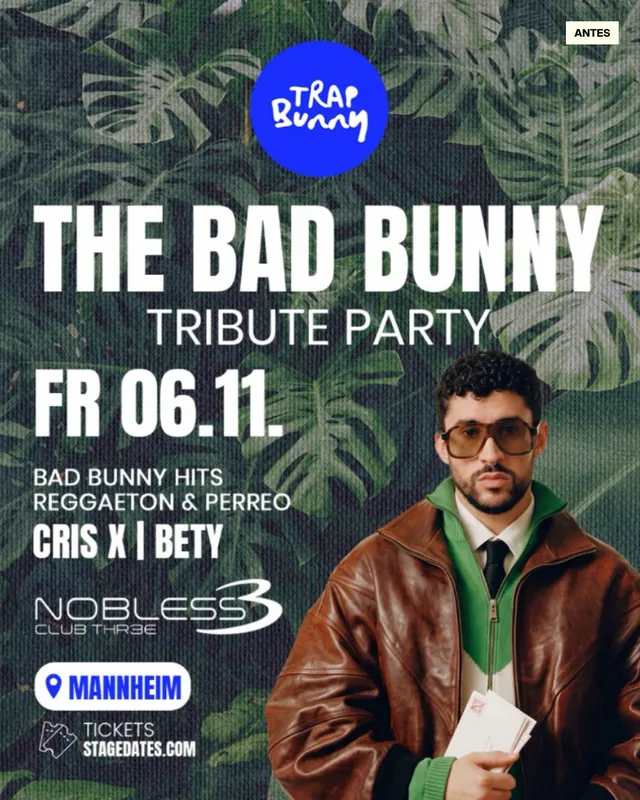 ANTES
TRAP
Bunny
THE BAD BUNNY
TRIBUTE PARTY
FR 06.11.
BAD BUNNY HITS
REGGAETON & PERREO
CRIS X | BETY
NOBLESS3
CLUB THR3E
MANNHEIM
TICKETS
STAGEDATES.COM